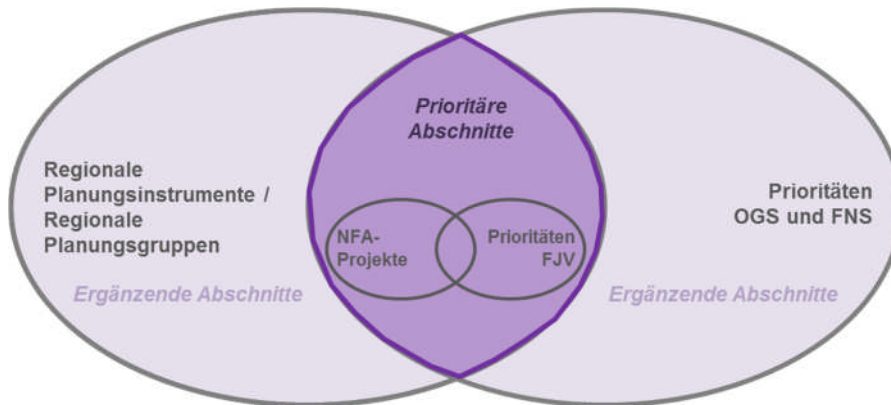 Prioritäre
Abschnitte
Regionale
Planungsinstrumente /
Regionale
Planungsgruppen
Prioritäten
OGS und FNS
NFA-
Projekte
Prioritäten
FJV
Ergänzende Abschnitte
Ergänzende Abschnitte